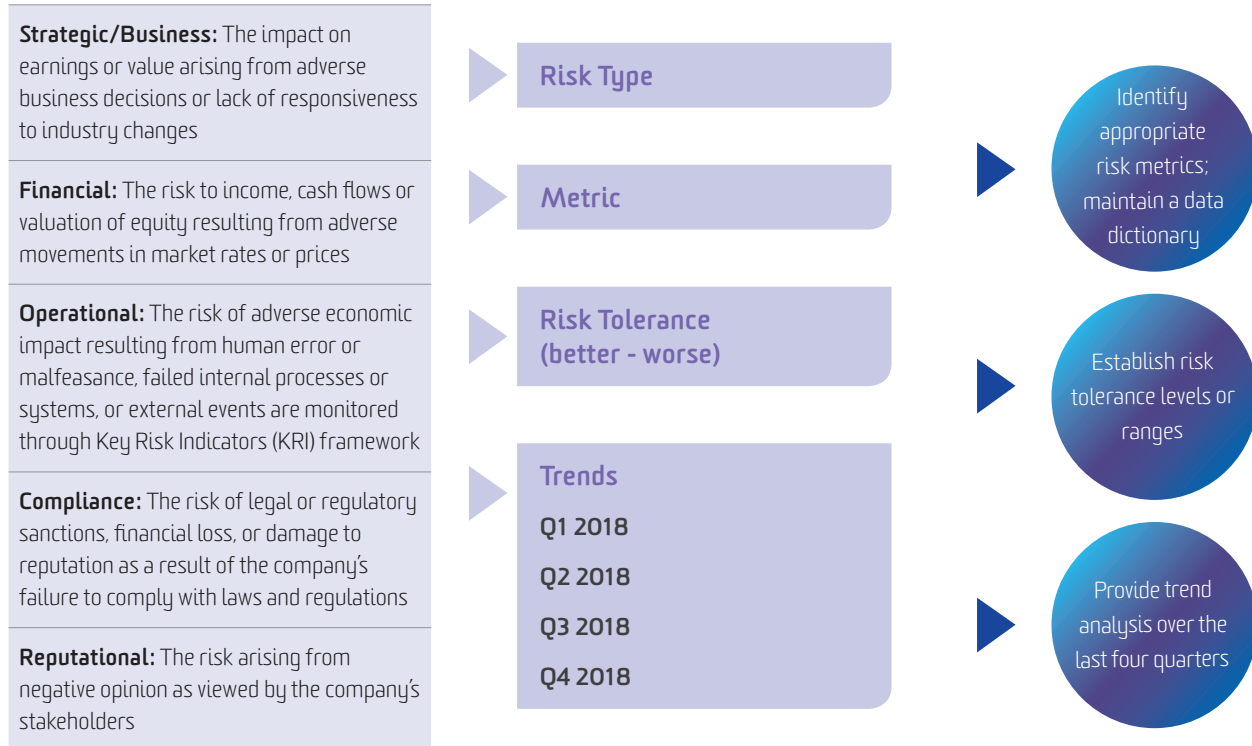 Strategic/Business: The impact on
earnings or value arising from adverse
business decisions or lack of responsiveness
to industry changes
Financial: The risk to income, cash flows or
valuation of equity resulting from adverse
movements in market rates or prices
Operational: The risk of adverse economic
impact resulting from human error or
malfeasance, failed internal processes or
systems, or external events are monitored
through Key Risk Indicators (KRI) framework
Compliance: The risk of legal or regulatory
sanctions, financial loss, or damage to
reputation as a result of the company's
failure to comply with laws and regulations
Reputational: The risk arising from
negative opinion as viewed by the company's
stakeholders
Risk Type
Metric
Risk Tolerance
(better - worse)
Trends
Q1 2018
Q2 2018
Q3 2018
Q4 2018
Identify
appropriate
risk metrics;
maintain a data
dictionary
Establish risk
tolerance levels or
ranges
Provide trend
analysis over the
last four quarters